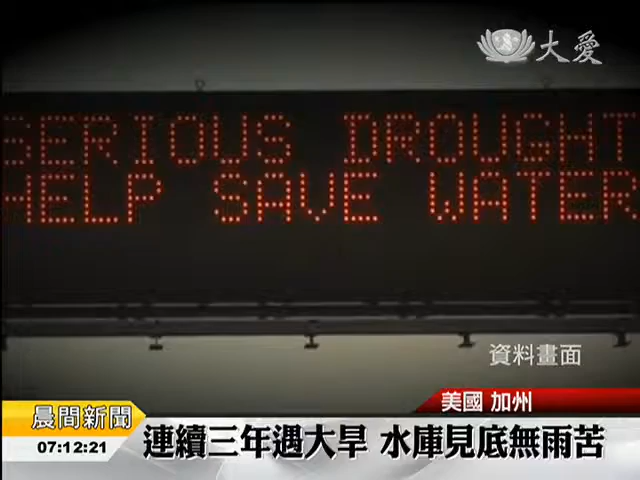 大愛
SERIOUS DROUGHT
HELP SAVE WATER
資料畫面
美國 加州
晨間新聞
07:12:21
連續三年遇大旱 水庫見底無雨苦